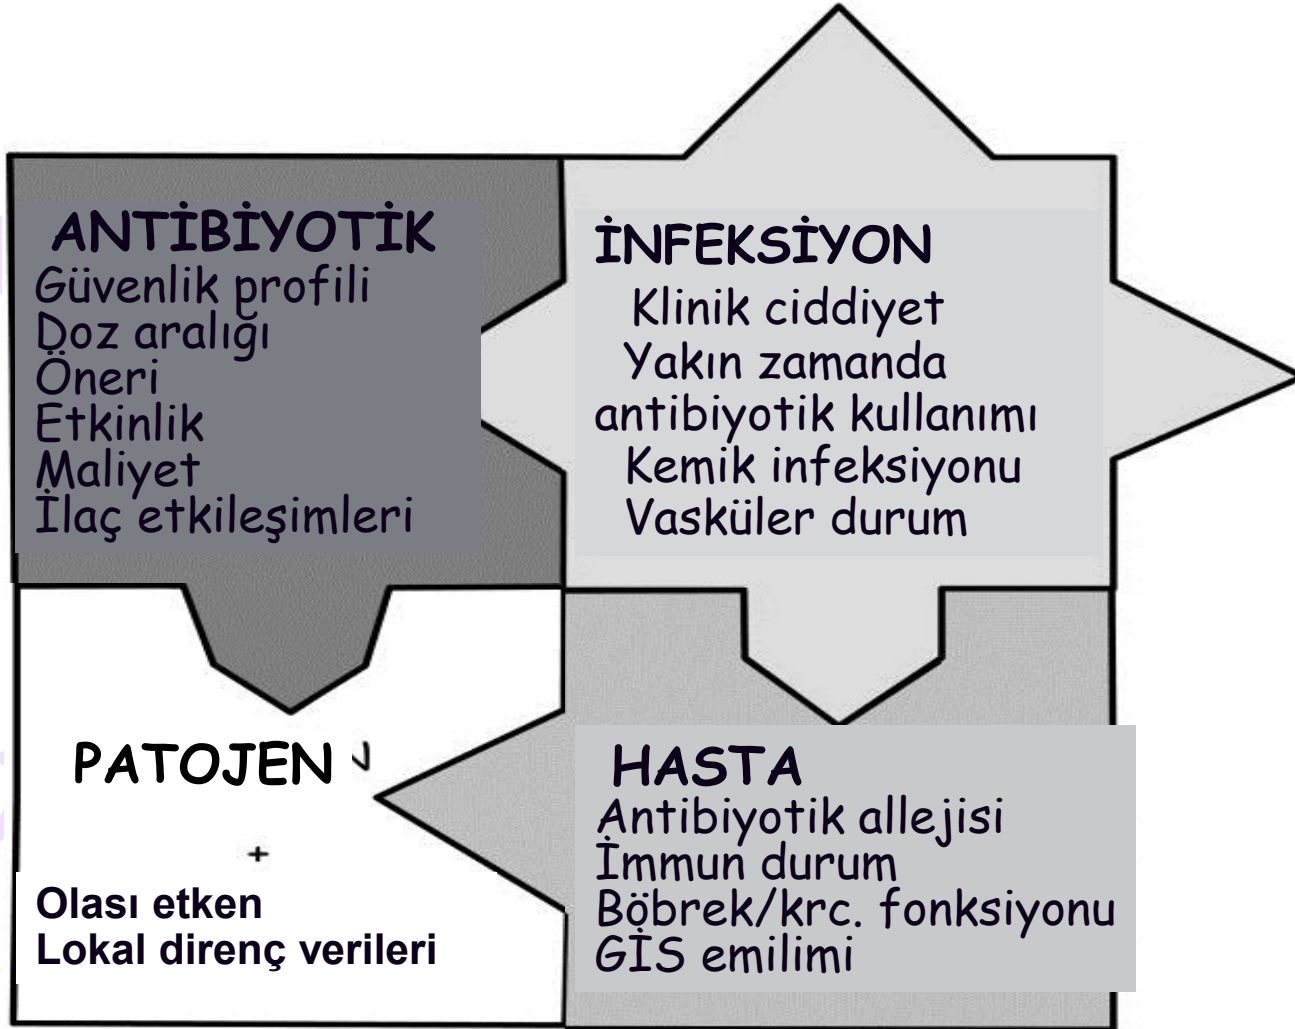 ANTİBİYOTİK
Güvenlik profili
Doz aralığı
Öneri
Etkinlik
Maliyet
İlaç etkileşimleri
İNFEKSİYON
Klinik ciddiyet
Yakın zamanda
antibiyotik kullanımı
Kemik infeksiyonu
Vasküler durum
PATOJEN
+
Olası etken
Lokal direnç verileri
HASTA
Antibiyotik allejisi
İmmun durum
Böbrek/krc. fonksiyonu
GİS emilimi